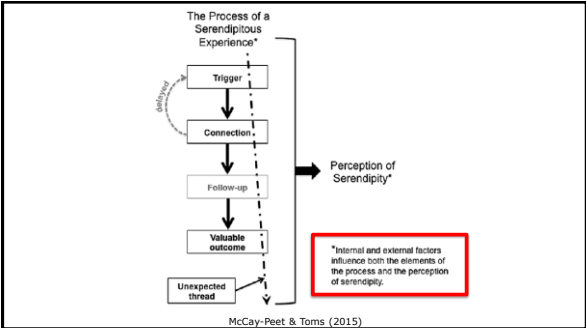 The Process of a
Serendipitous
Experience*
Trigger
delayed
Connection
Follow-up
Valuable
outcome
Unexpected
thread
Perception of
Serendipity*
*Internal and external factors
influence both the elements of
the process and the perception
of serendipity.
McCay-Peet & Toms (2015)